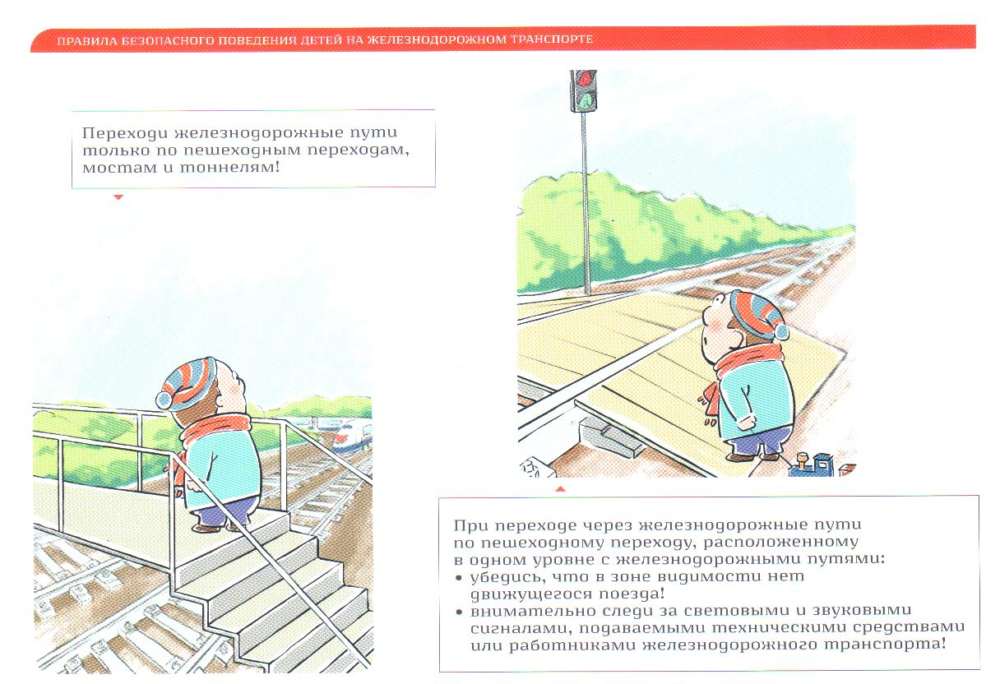 ПРАВИЛА БЕЗОПАСНОГО ПОВЕДЕНИЯ ДЕТЕЙ НА ЖЕЛЕЗНОДОРОЖНОМ ТРАНСПОРТЕ
Переходи железнодорожные пути
только по пешеходным переходам,
мостам и тоннелям!
При переходе через железнодорожные пути
по пешеходному переходу, расположенному
в одном уровне с железнодорожными путями:
• убедись, что в зоне видимости нет
движущегося поезда!
• внимательно следи за световыми и звуковыми
сигналами, подаваемыми техническими средствами
или работниками железнодорожного транспорта!